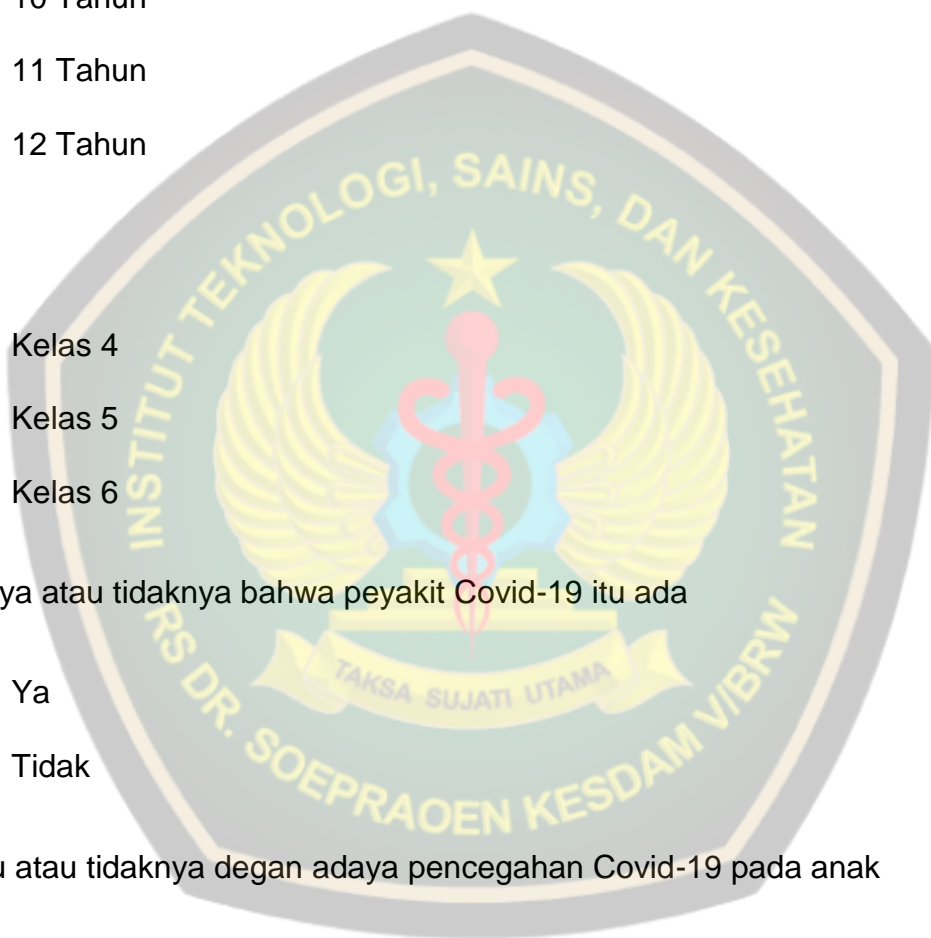 10 Tahun
11 Tahun
12 Tahun
INSTITUT TEKNOLOGI, SAINS, DAN KESEHATAN
Kelas 4
Kelas 5
Kelas 6
ya atau tidaknya bahwa peyakit Covid-19 itu ada
TAKSA SUJATI UTAMA
Ya
RS DR. SOEPRAOEN KESDAM V/BRW
Tidak
atau tidaknya degan adaya pencegahan Covid-19 pada anak